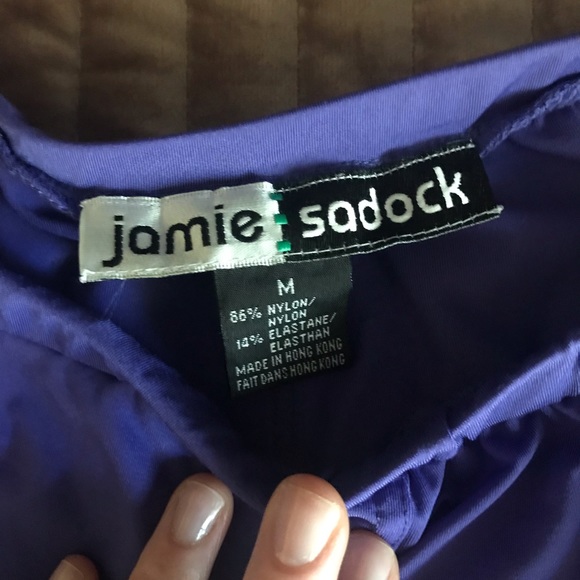 jamie sadock
M
86% NYLON/
NYLON
14% ELASTANE/
ELASTHAN
MADE IN HONG KONG
FAIT DANS HONG KONG